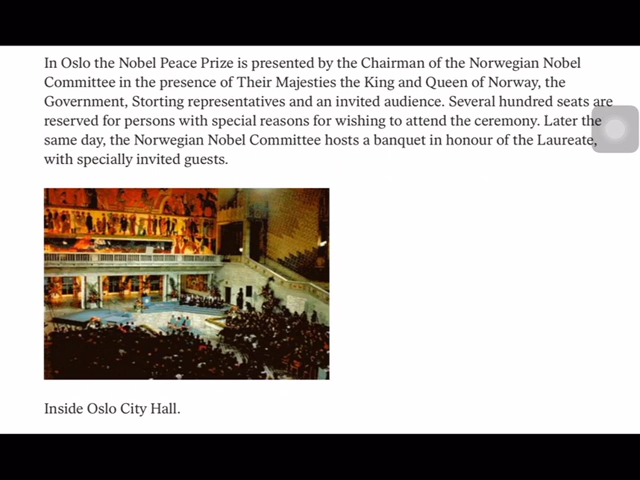 In Oslo the Nobel Peace Prize is presented by the Chairman of the Norwegian Nobel
Committee in the presence of Their Majesties the King and Queen of Norway, the
Government, Storting representatives and an invited audience. Several hundred seats are
reserved for persons with special reasons for wishing to attend the ceremony. Later the
same day, the Norwegian Nobel Committee hosts a banquet in honour of the Laureate,
with specially invited guests.
Inside Oslo City Hall.